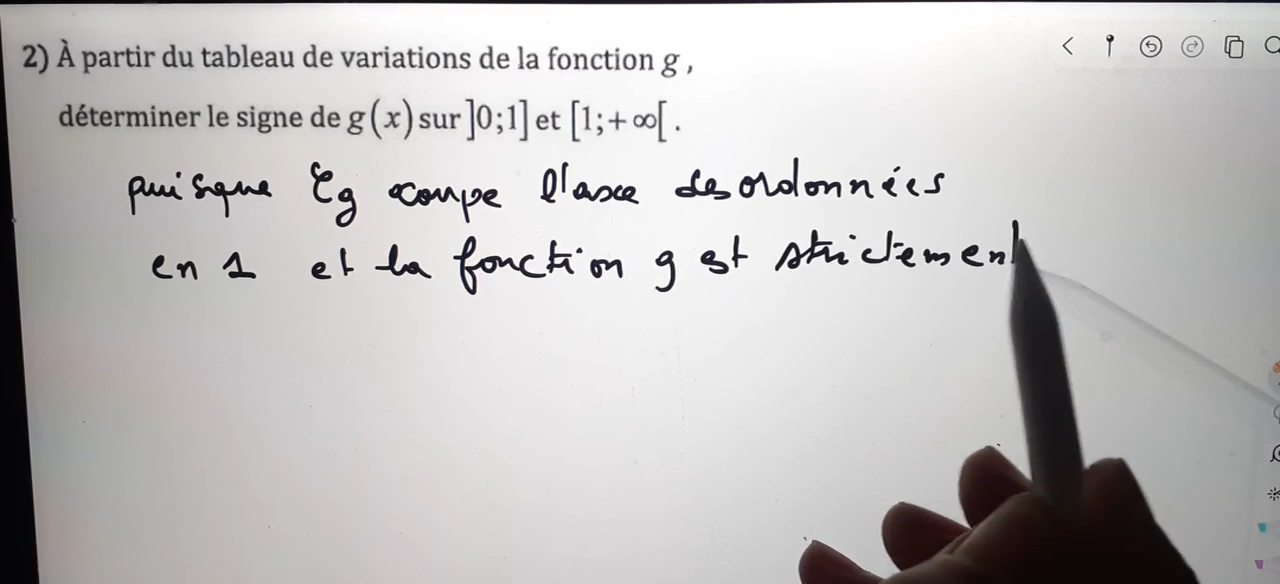 2) À partir du tableau de variations de la fonction g ,
déterminer le signe de g(x) sur ]0;1] et [1;+∞[ .
puisque Cg coupe l'axe des ordonnées
en 1 et la fonction g est strictement